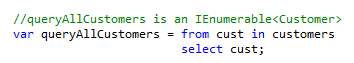 //queryAllCustomers is an IEnumerable<Customer>
var queryAllCustomers = from cust in customers
select cust;